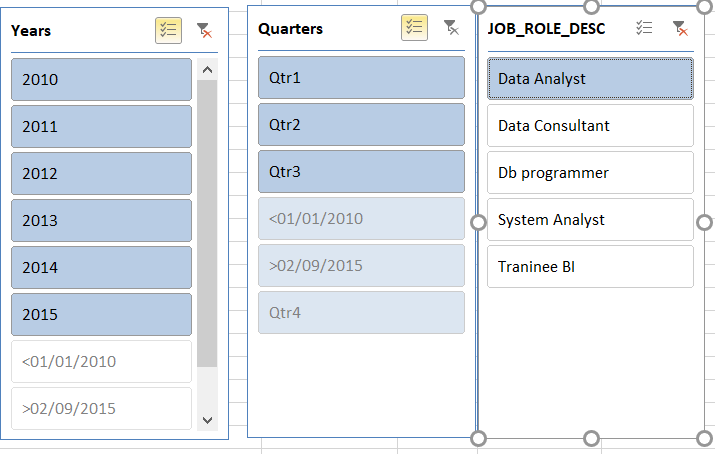 Years
2010
2011
2012
2013
2014
2015
<01/01/2010
>02/09/2015
Quarters
Qtr1
Qtr2
Qtr3
<01/01/2010
>02/09/2015
Qtr4
JOB_ROLE_DESC
Data Analyst
Data Consultant
Db programmer
System Analyst
Traninee BI